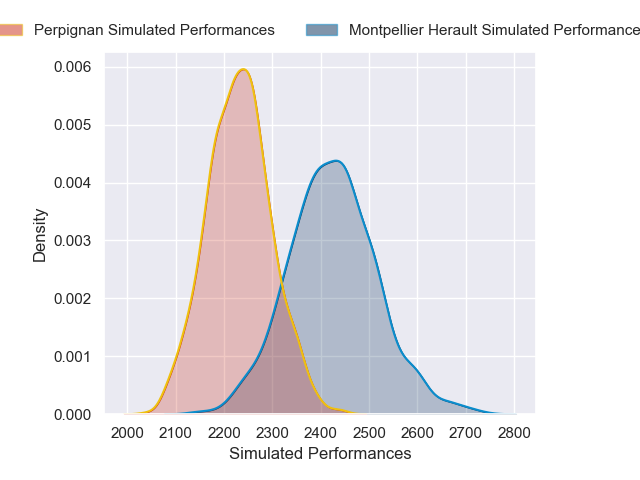 Perpignan Simulated Performances
Montpellier Herault Simulated Performance
0.006
0.005
0.004
0.003
0.002
0.001
0.000
Density
2000 2100 2200 2300 2400 2500 2600 2700 2800
Simulated Performances